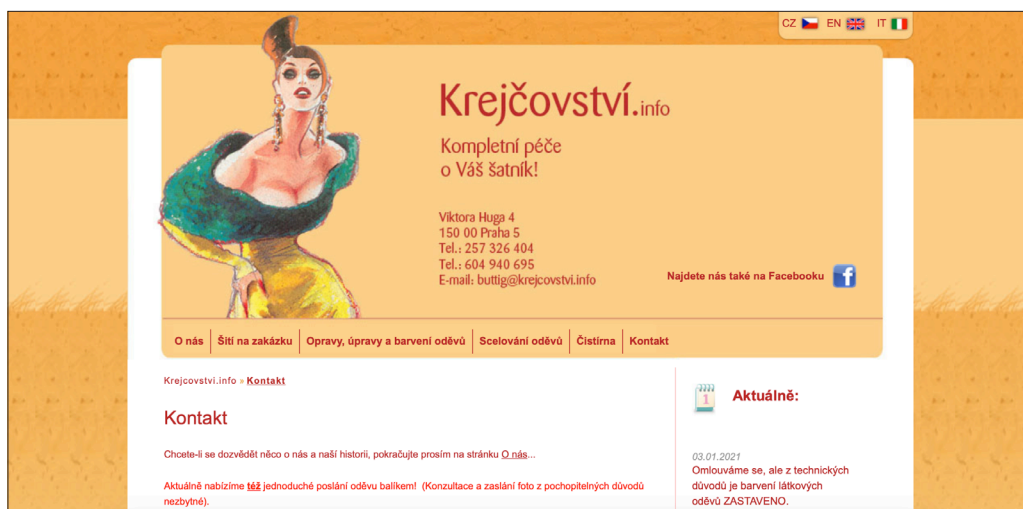 CZ EN IT
Krejčovství.info
Kompletní péče
o Váš šatník!
Viktora Huga 4
150 00 Praha 5
Tel.: 257 326 404
Tel.: 604 940 695
E-mail: buttig@krejcovstvi.info
Najdete nás také na Facebooku
O nás Šití na zakázku Opravy, úpravy a barvení oděvů Scelování oděvů Čistírna Kontakt
Krejcovstvi.info » Kontakt
Kontakt
Chcete-li se dozvědět něco o nás a naší historii, pokračujte prosím na stránku O nás...
Aktuálně nabízíme též jednoduché poslání oděvu balíkem! (Konzultace a zaslání foto z pochopitelných důvodů
nezbytné).
1
Aktuálně:
03.01.2021
Omlouváme se, ale z technických
důvodů je barvení látkových
oděvů ZASTAVENO.